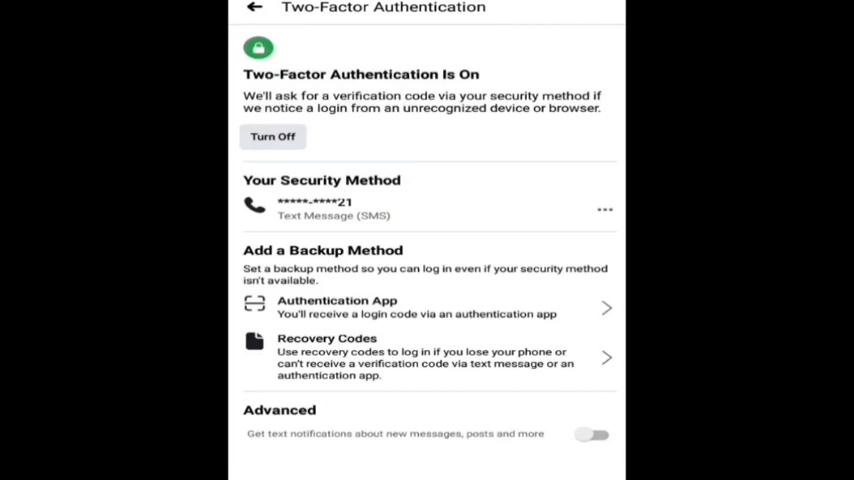 Two-Factor Authentication
Two-Factor Authentication Is On
We'll ask for a verification code via your security method if
we notice a login from an unrecognized device or browser.
Turn Off
Your Security Method
*****-****21
Text Message (SMS)
Add a Backup Method
Set a backup method so you can log in even if your security method
isn't available.
Authentication App
You'll receive a login code via an authentication app
Recovery Codes
Use recovery codes to log in if you lose your phone or
can't receive a verification code via text message or an
authentication app.
Advanced
Get text notifications about new messages, posts and more